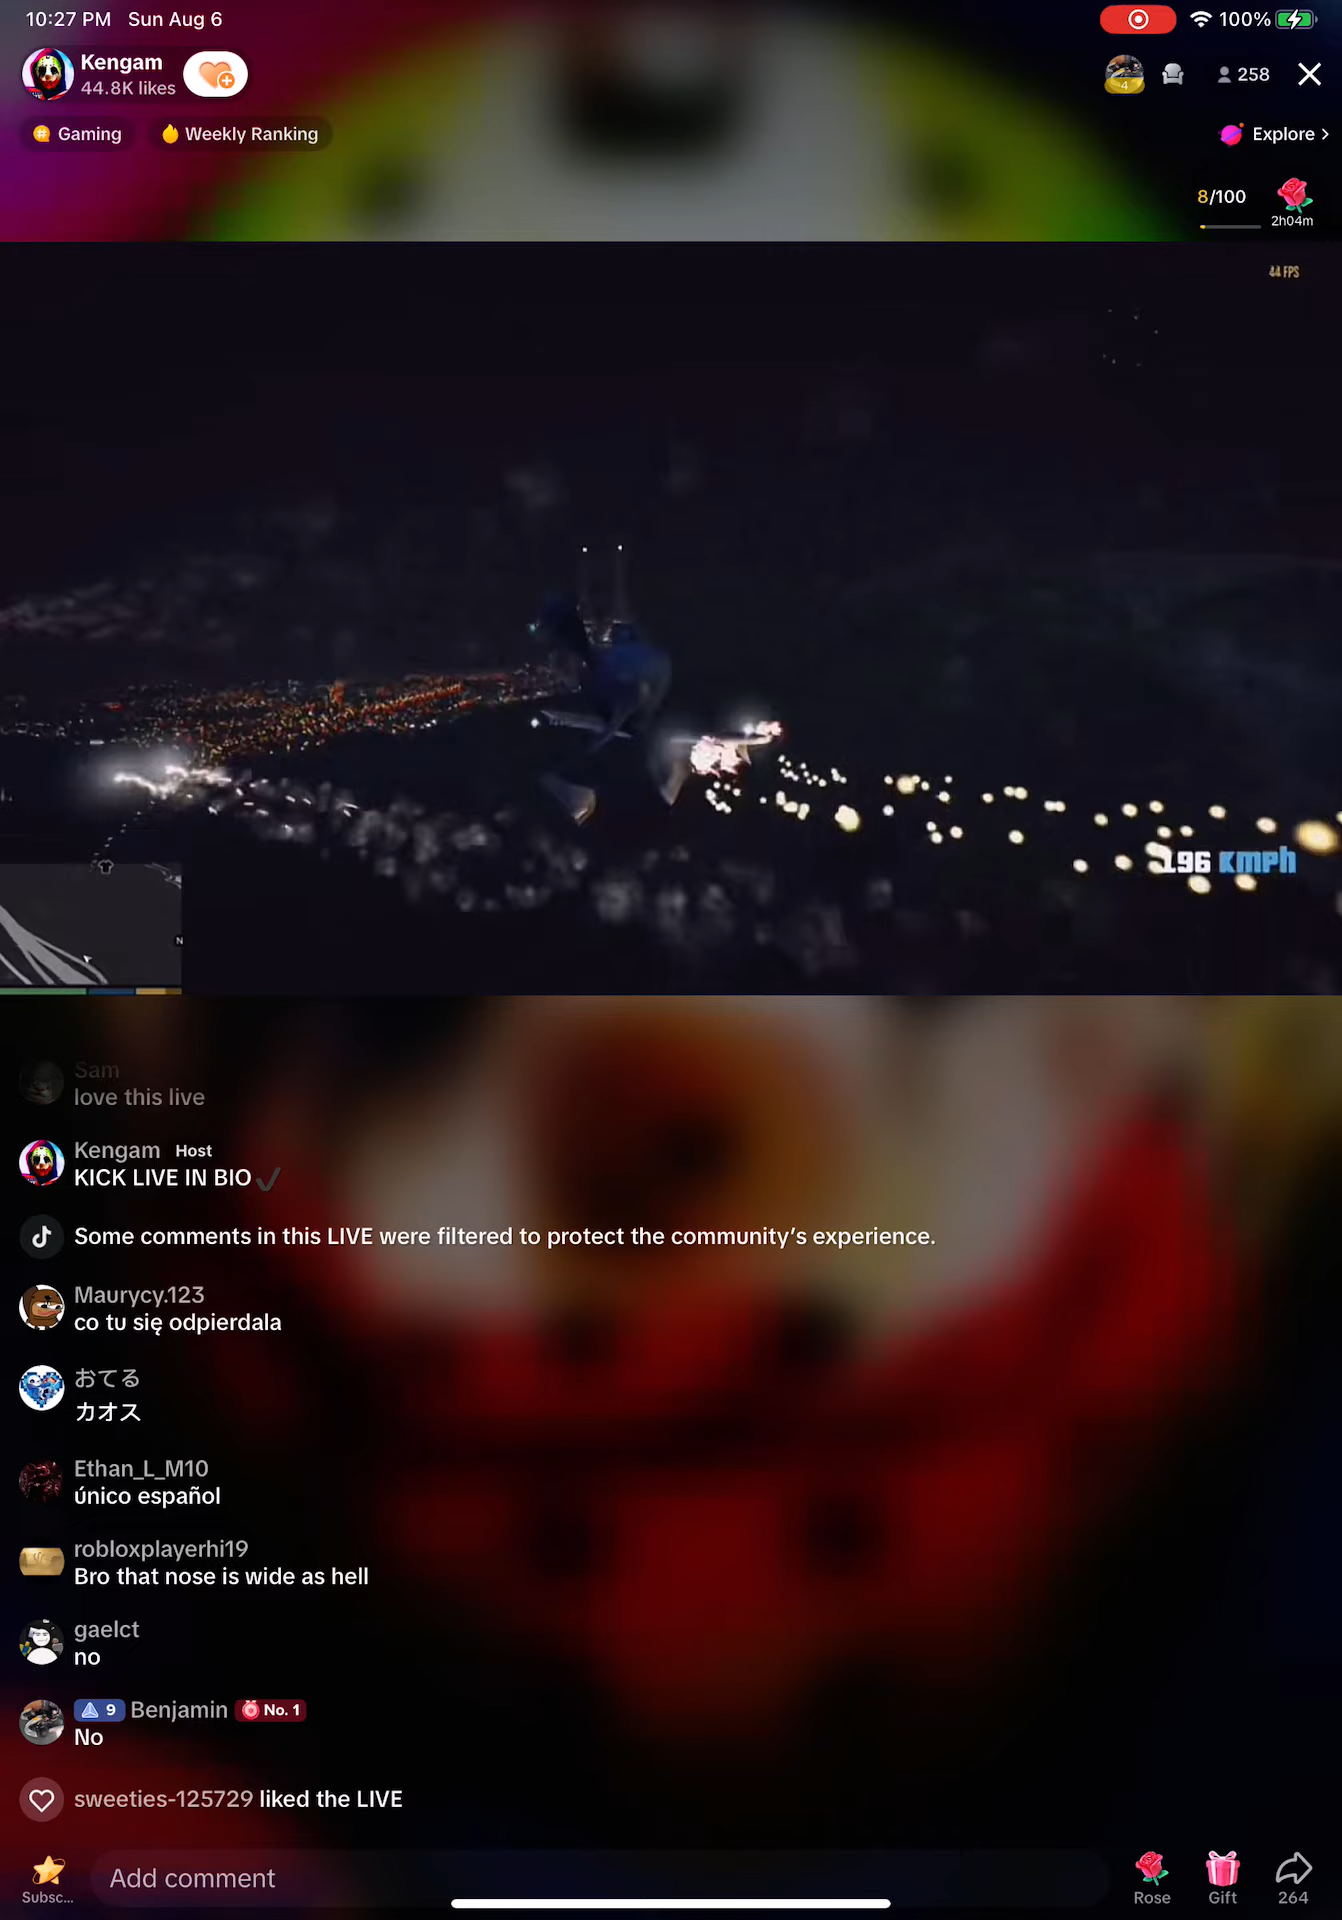 10:27 PM Sun Aug 6
100%
Kengam
44.8K likes
4
258
Gaming
Weekly Ranking
Explore >
8/100
2h04m
44 FPS
196 kmph
N
Sam
love this live
Kengam Host
KICK LIVE IN BIO
Some comments in this LIVE were filtered to protect the community’s experience.
Maurycy.123
co tu się odpierdala
おてる
カオス
Ethan_L_M10
único español
robloxplayerhi19
Bro that nose is wide as hell
gaelct
no
9 Benjamin No. 1
No
sweeties-125729 liked the LIVE
Subsc...
Add comment
Rose
Gift
264